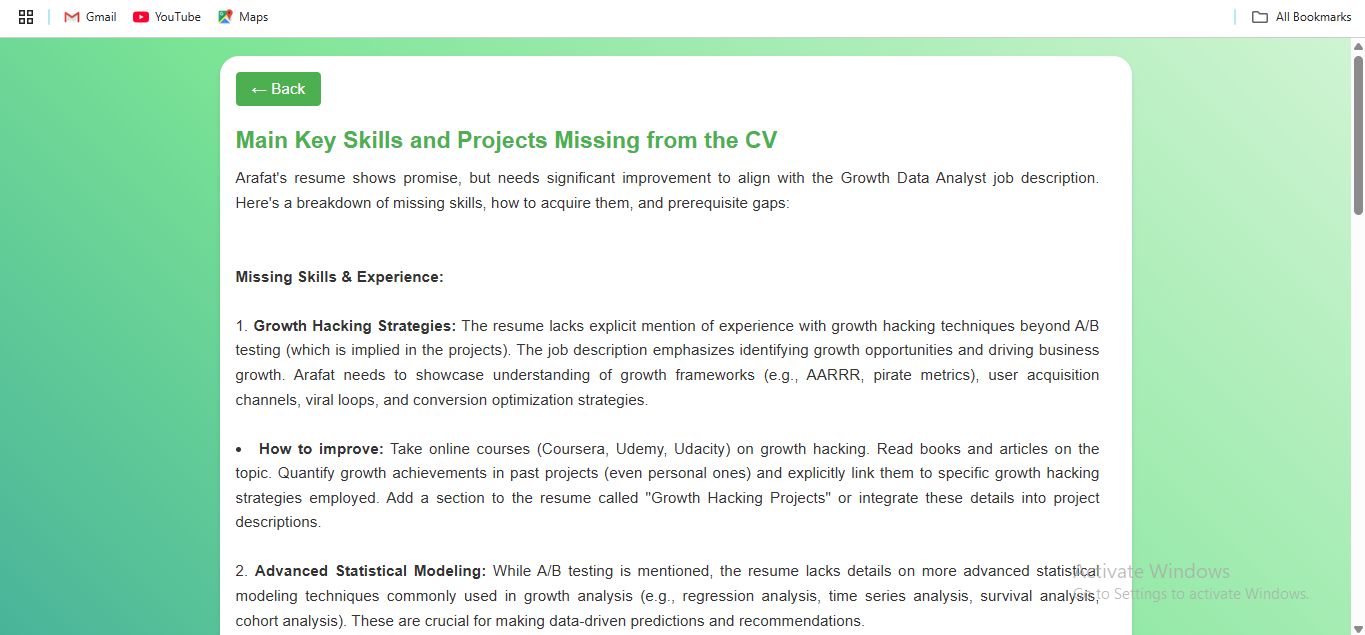 Gmail YouTube Maps All Bookmarks
← Back
Main Key Skills and Projects Missing from the CV
Arafat's resume shows promise, but needs significant improvement to align with the Growth Data Analyst job description.
Here's a breakdown of missing skills, how to acquire them, and prerequisite gaps:
Missing Skills & Experience:
1. Growth Hacking Strategies: The resume lacks explicit mention of experience with growth hacking techniques beyond A/B
testing (which is implied in the projects). The job description emphasizes identifying growth opportunities and driving business
growth. Arafat needs to showcase understanding of growth frameworks (e.g., AARRR, pirate metrics), user acquisition
channels, viral loops, and conversion optimization strategies.
• How to improve: Take online courses (Coursera, Udemy, Udacity) on growth hacking. Read books and articles on the
topic. Quantify growth achievements in past projects (even personal ones) and explicitly link them to specific growth hacking
strategies employed. Add a section to the resume called "Growth Hacking Projects" or integrate these details into project
descriptions.
2. Advanced Statistical Modeling: While A/B testing is mentioned, the resume lacks details on more advanced statistical
modeling techniques commonly used in growth analysis (e.g., regression analysis, time series analysis, survival analysis,
cohort analysis). These are crucial for making data-driven predictions and recommendations.
Activate Windows
Go to Settings to activate Windows.